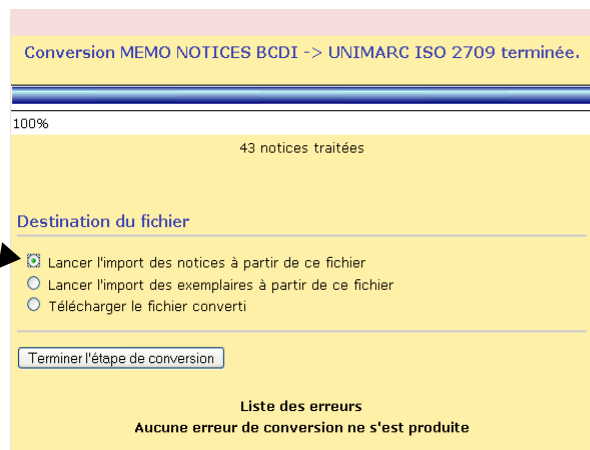 Conversion MEMO NOTICES BCDI -> UNIMARC ISO 2709 terminée.
100%
43 notices traitées
Destination du fichier
Lancer l'import des notices à partir de ce fichier
Lancer l'import des exemplaires à partir de ce fichier
Télécharger le fichier converti
Terminer l'étape de conversion
Liste des erreurs
Aucune erreur de conversion ne s'est produite